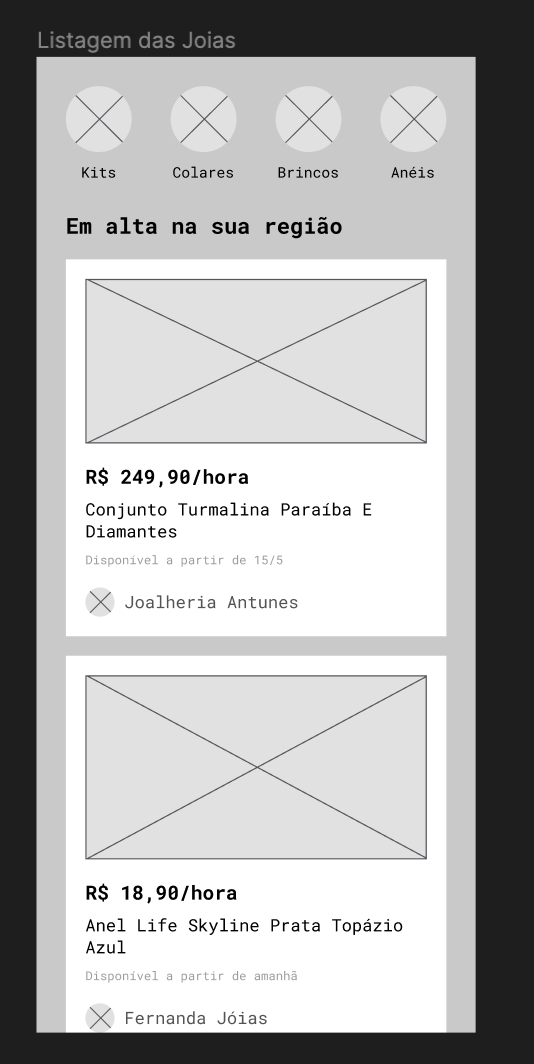 Listagem das Joias
Kits
Colares
Brincos
Anéis
Em alta na sua região
R$ 249,90/hora
Conjunto Turmalina Paraíba E
Diamantes
Disponível a partir de 15/5
Joalheria Antunes
R$ 18,90/hora
Anel Life Skyline Prata Topázio
Azul
Disponível a partir de amanhã
Fernanda Jóias